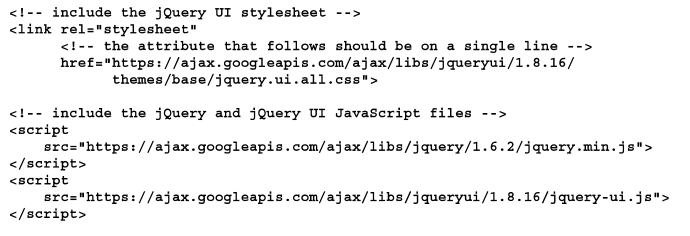 <!-- include the jQuery UI stylesheet -->
<link rel="stylesheet"
<!-- the attribute that follows should be on a single line -->
href="https://ajax.googleapis.com/ajax/libs/jqueryui/1.8.16/
themes/base/jquery.ui.all.css">
<!-- include the jQuery and jQuery UI JavaScript files -->
<script
src="https://ajax.googleapis.com/ajax/libs/jquery/1.6.2/jquery.min.js">
</script>
<script
src="https://ajax.googleapis.com/ajax/libs/jqueryui/1.8.16/jquery-ui.js">
</script>